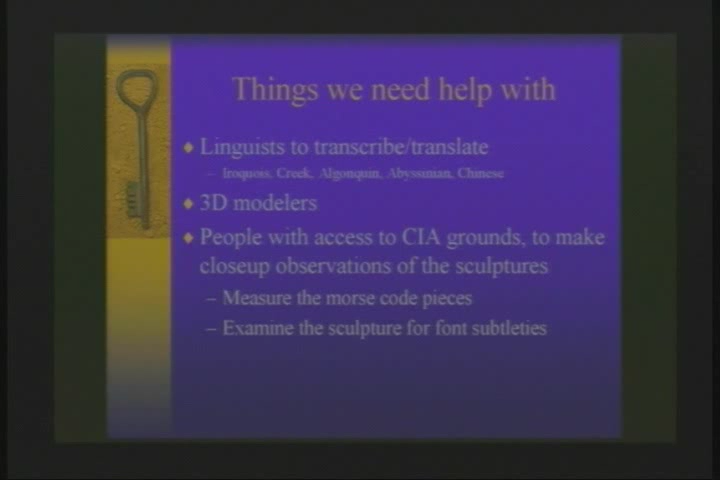 Things we need help with
Linguists to transcribe/translate
– Iroquois, Creek, Algonquin, Abyssinian, Chinese
3D modelers
People with access to CIA grounds, to make
closeup observations of the sculptures
– Measure the morse code pieces
– Examine the sculpture for font subtleties